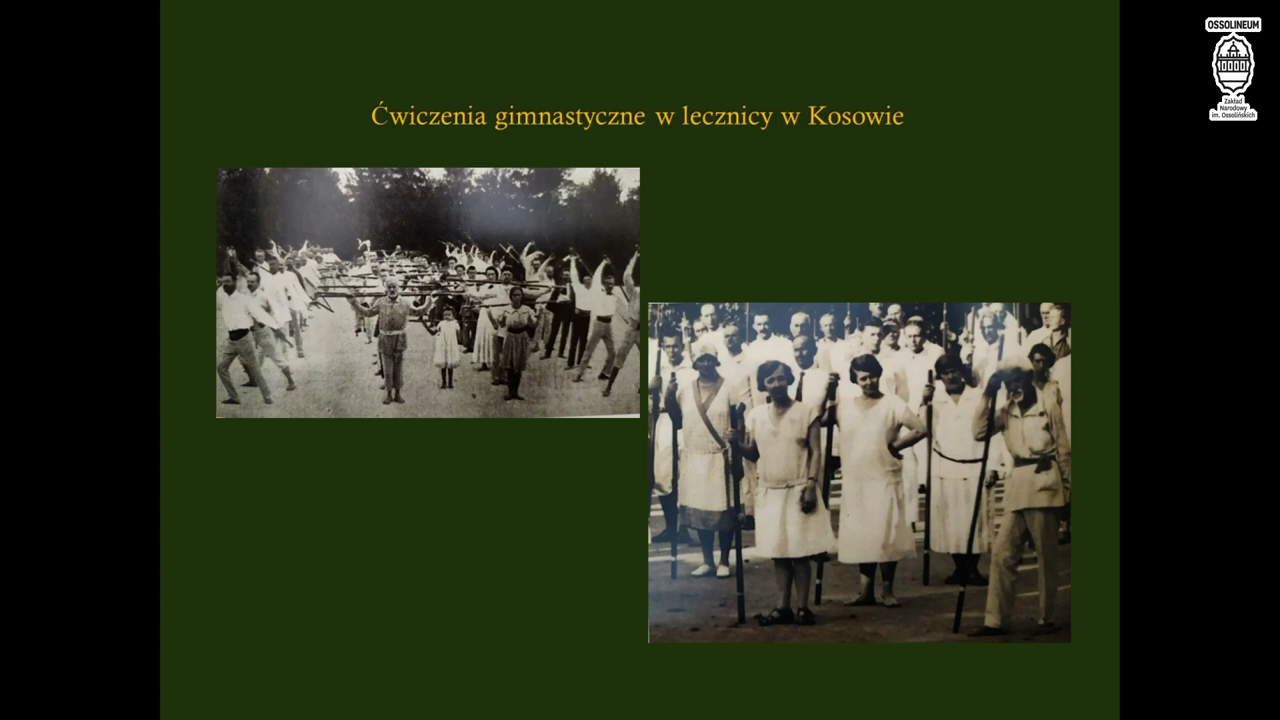 Ćwiczenia gimnastyczne w lecznicy w Kosowie
OSSOLINEUM
Zakład
Narodowy
im. Ossolińskich